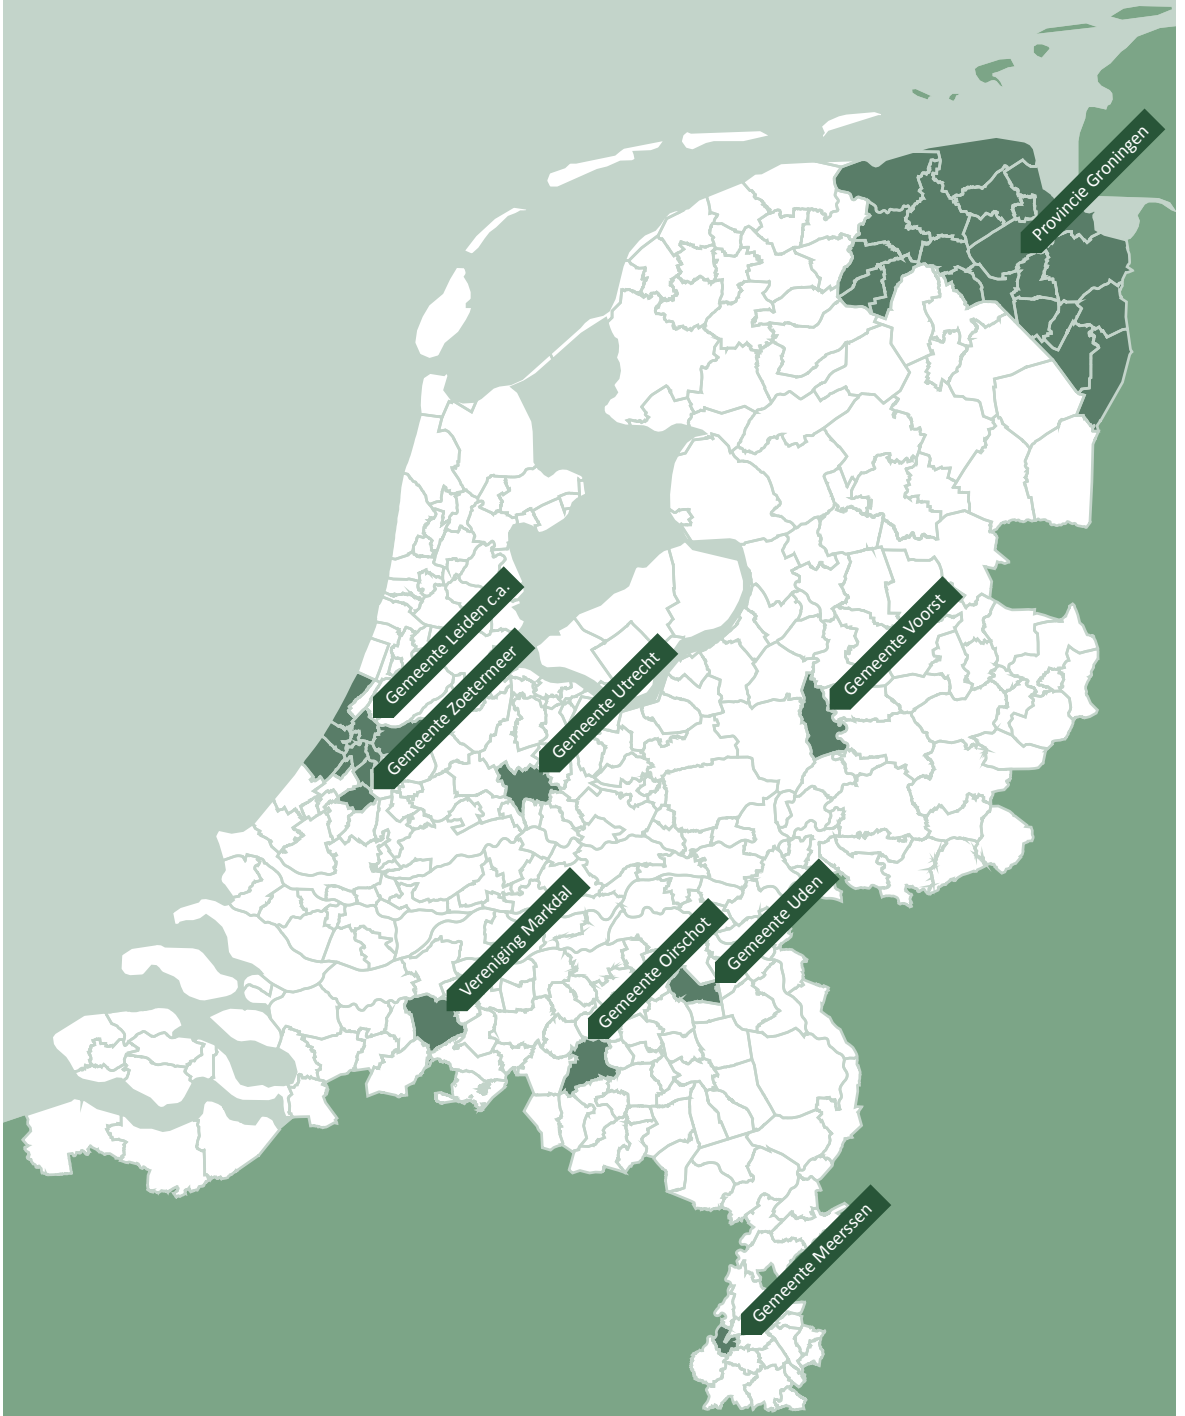 Provincie Groningen
Gemeente Leiden c.a.
Gemeente Zoetermeer
Gemeente Utrecht
Gemeente Voorst
Vereniging Markdal
Gemeente Oirschot
Gemeente Uden
Gemeente Meerssen